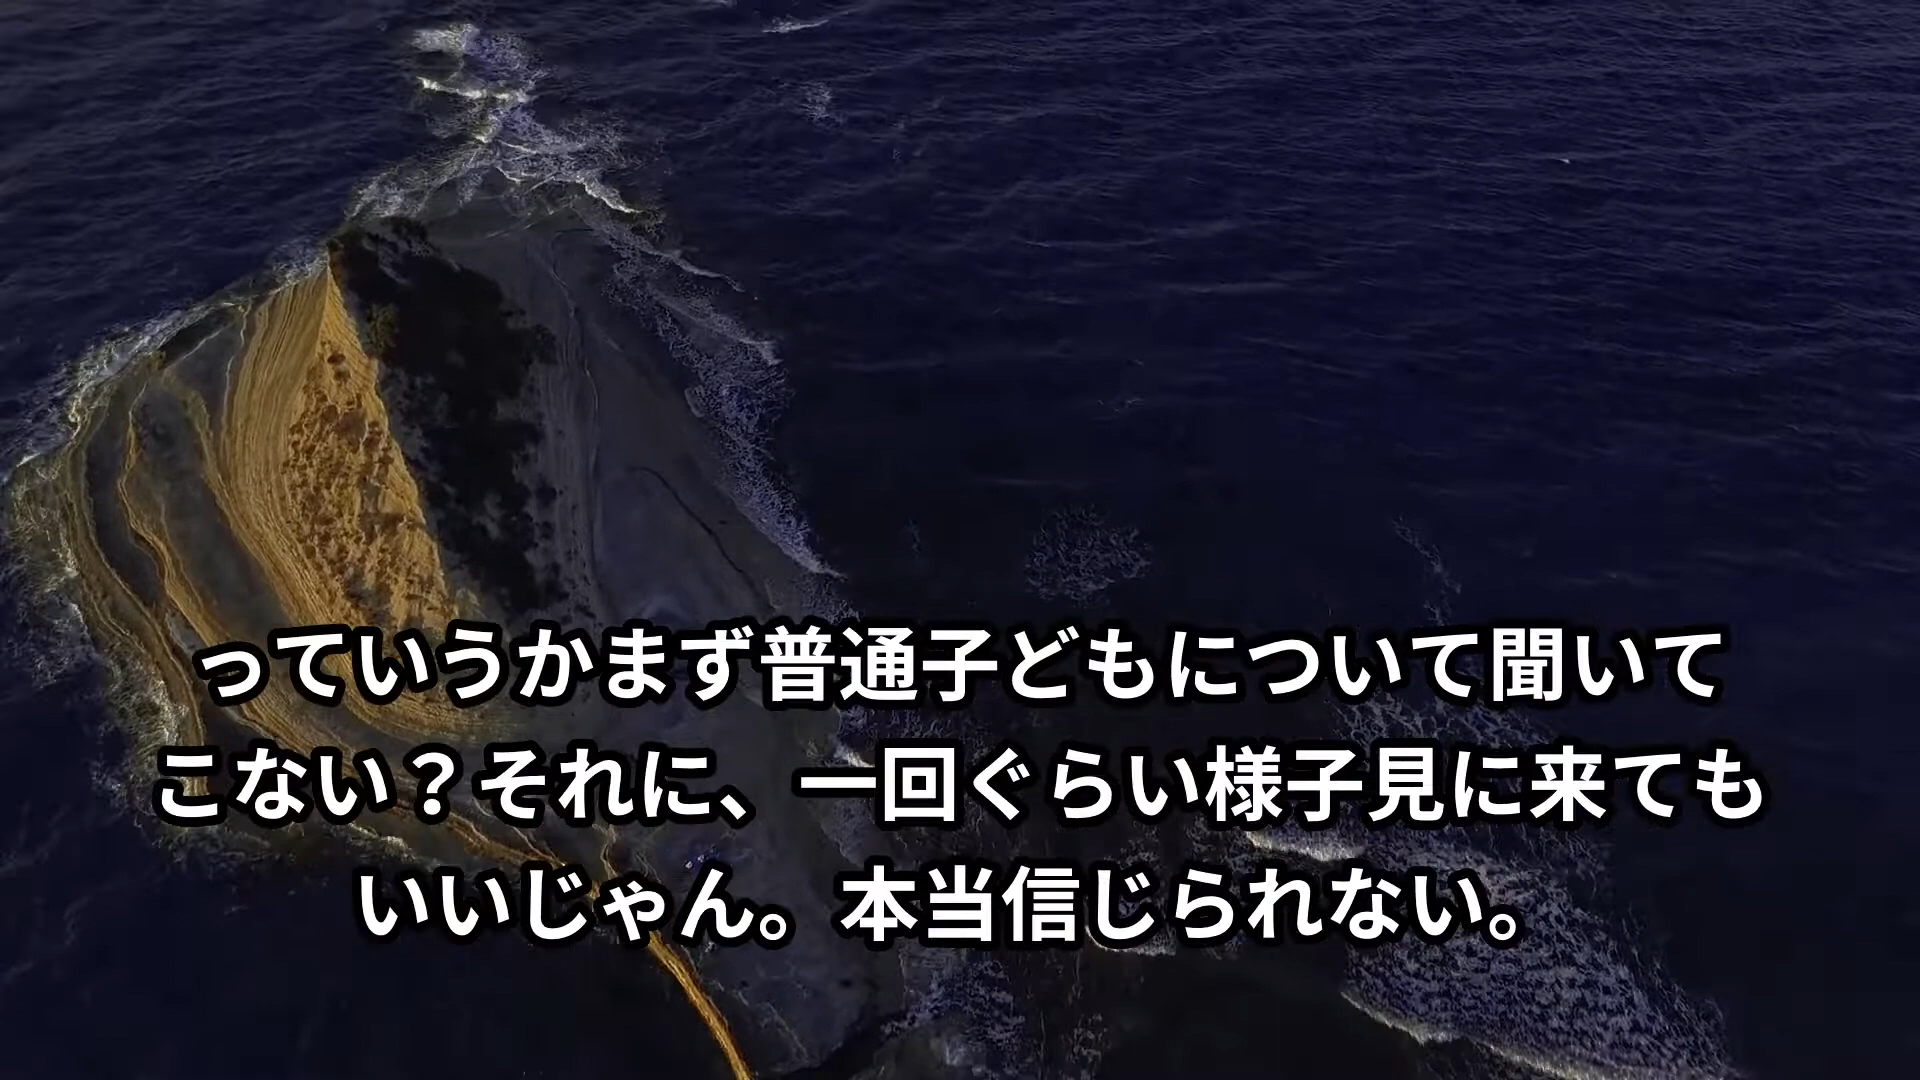 っていうかまず普通子どもについて聞いて
こない？それに、一回ぐらい様子見に来ても
いいじゃん。本当信じられない。